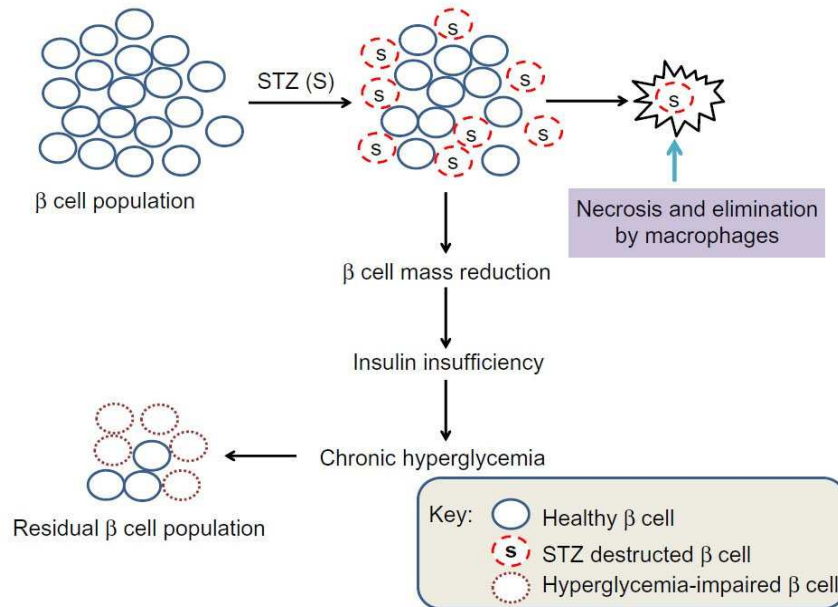 STZ (S)
s
s
s
s
s
s
s
s
s
β cell population
Necrosis and elimination
by macrophages
β cell mass reduction
Insulin insufficiency
Chronic hyperglycemia
Residual β cell population
Key:
Healthy β cell
s
STZ destructed β cell
Hyperglycemia-impaired β cell